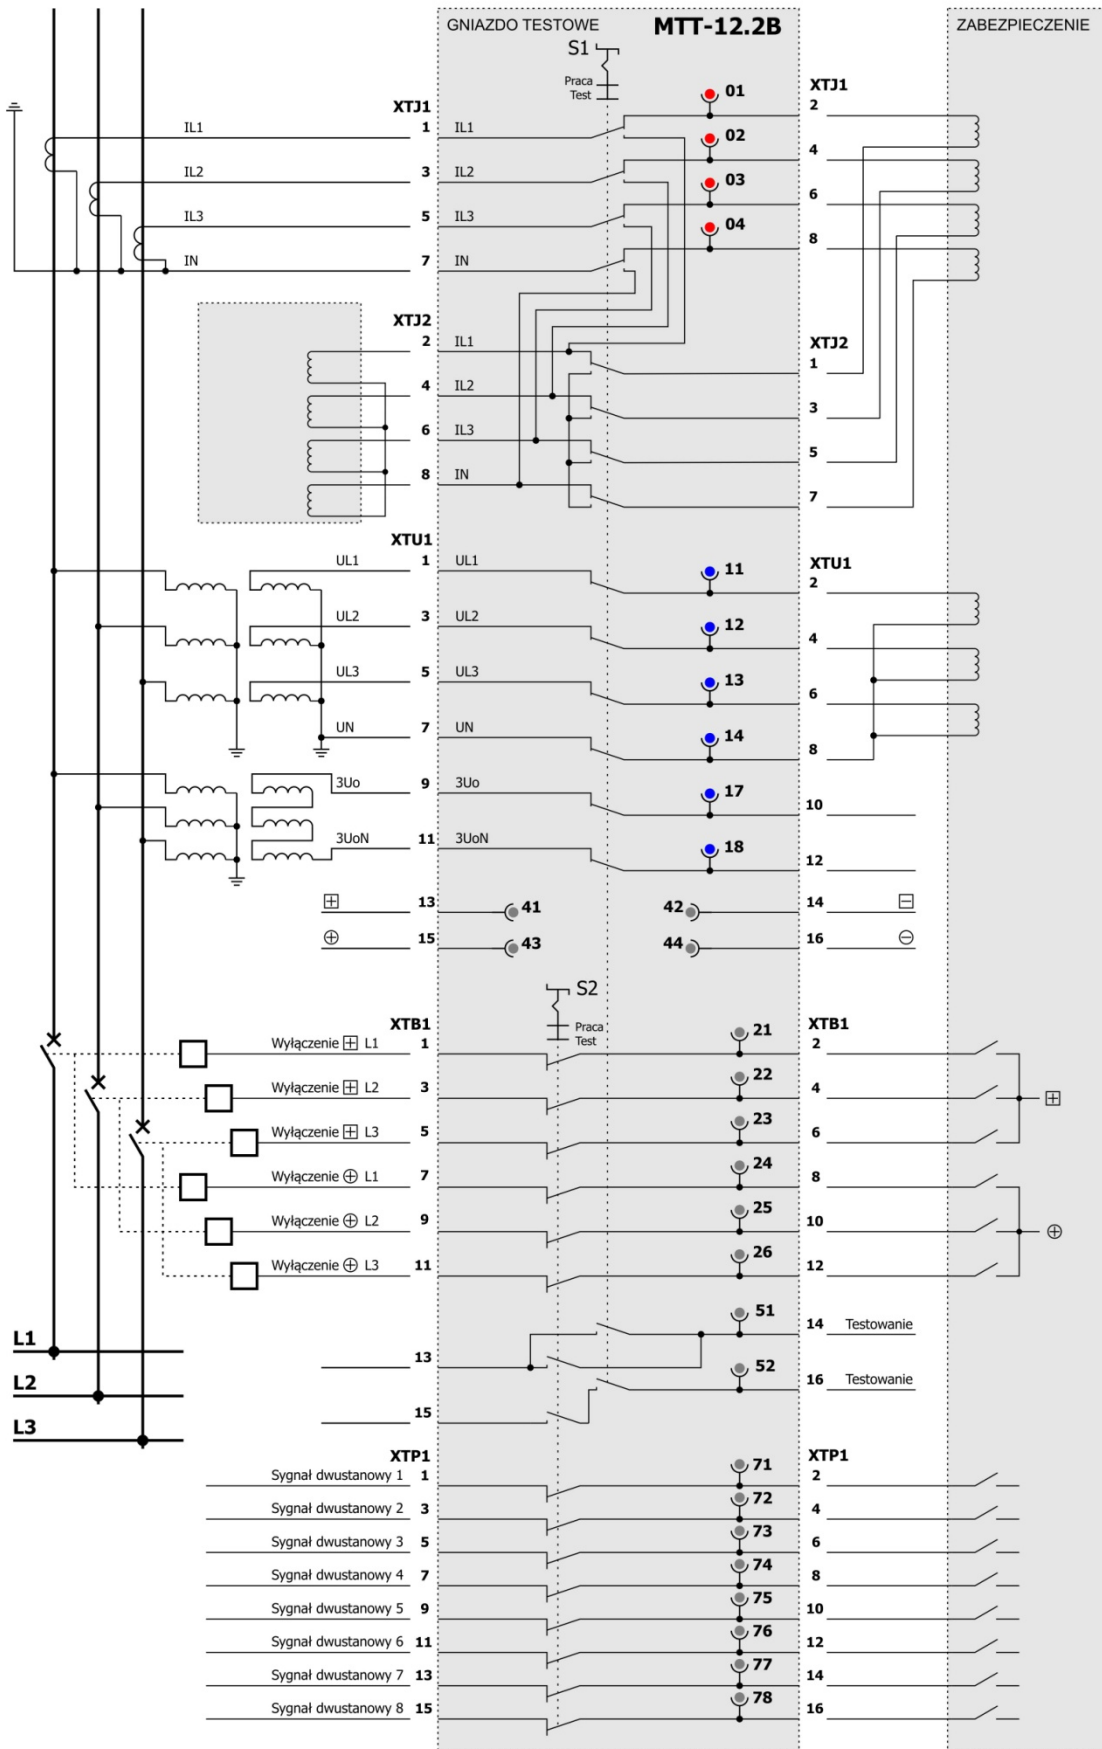 GNIAZDO TESTOWE MTT-12.2B ZABEZPIECZENIE
S1
Praca
Test
01
XTJ1 XTJ1
2
1 IL1 IL1
02
4
3 IL2 IL2
03
6
5 IL3 IL3
04
8
7 IN IN
XTJ2 XTJ2
2 IL1
1
4 IL2
3
6 IL3
5
8 IN
7
XTU1 XTU1
UL1 1 UL1 11
2
UL2 3 UL2 12
4
UL3 5 UL3 13
6
UN 7 UN 14
8
3Uo 9 3Uo 17
10
3UoN 11 3UoN 18
12
+ 13 41 42 14 −
+ 15 43 44 16 −
S2
Praca
Test
XTB1 XTB1
Wyłączenie + L1 1 21 2
Wyłączenie + L2 3 22 4 +
Wyłączenie + L3 5 23 6
Wyłączenie ⊕ L1 7 24 8
Wyłączenie ⊕ L2 9 25 10 ⊕
Wyłączenie ⊕ L3 11 26 12
51
14 Testowanie
L1
13
52
16 Testowanie
L2
15
L3
XTP1 XTP1
Sygnał dwustanowy 1 1 71 2
Sygnał dwustanowy 2 3 72 4
Sygnał dwustanowy 3 5 73 6
Sygnał dwustanowy 4 7 74 8
Sygnał dwustanowy 5 9 75 10
Sygnał dwustanowy 6 11 76 12
Sygnał dwustanowy 7 13 77 14
Sygnał dwustanowy 8 15 78 16